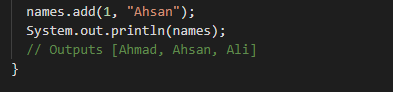 names.add(1, "Ahsan");
System.out.println(names);
// Outputs [Ahmad, Ahsan, Ali]
}